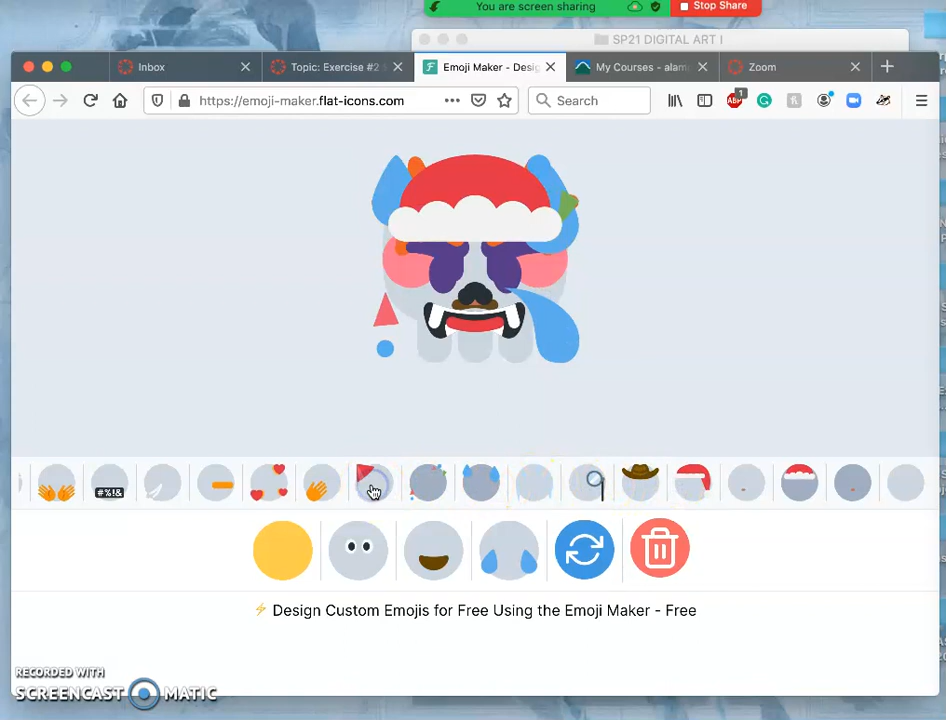 You are screen sharing
Stop Share
SP21 DIGITAL ART I
Inbox
Topic: Exercise #2
Emoji Maker - Desig
My Courses - alam
Zoom
https://emoji-maker.flat-icons.com
Search
ABP
1
#%!&
⚡ Design Custom Emojis for Free Using the Emoji Maker - Free
RECORDED WITH
SCREENCAST MATIC